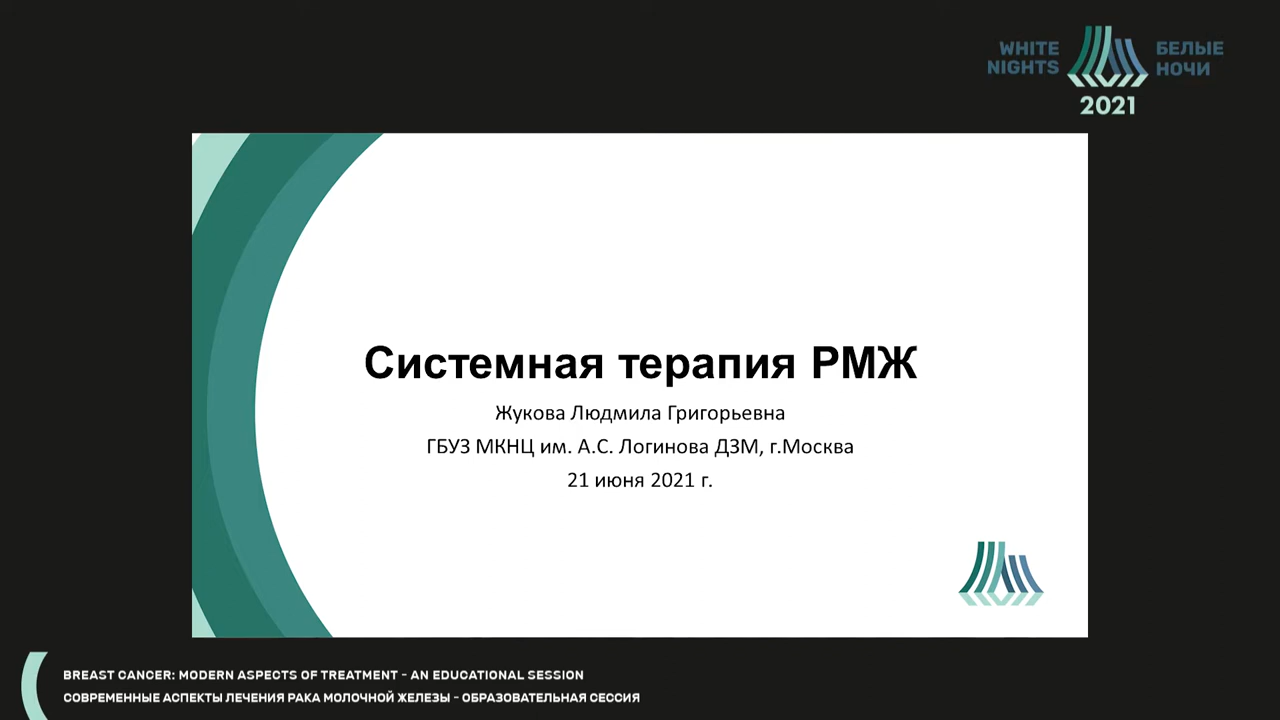 WHITE
NIGHTS
БЕЛЫЕ
НОЧИ
2021
Системная терапия РМЖ
Жукова Людмила Григорьевна
ГБУЗ МКНЦ им. А.С. Логинова ДЗМ, г.Москва
21 июня 2021 г.
BREAST CANCER: MODERN ASPECTS OF TREATMENT - AN EDUCATIONAL SESSION
СОВРЕМЕННЫЕ АСПЕКТЫ ЛЕЧЕНИЯ РАКА МОЛОЧНОЙ ЖЕЛЕЗЫ - ОБРАЗОВАТЕЛЬНАЯ СЕССИЯ